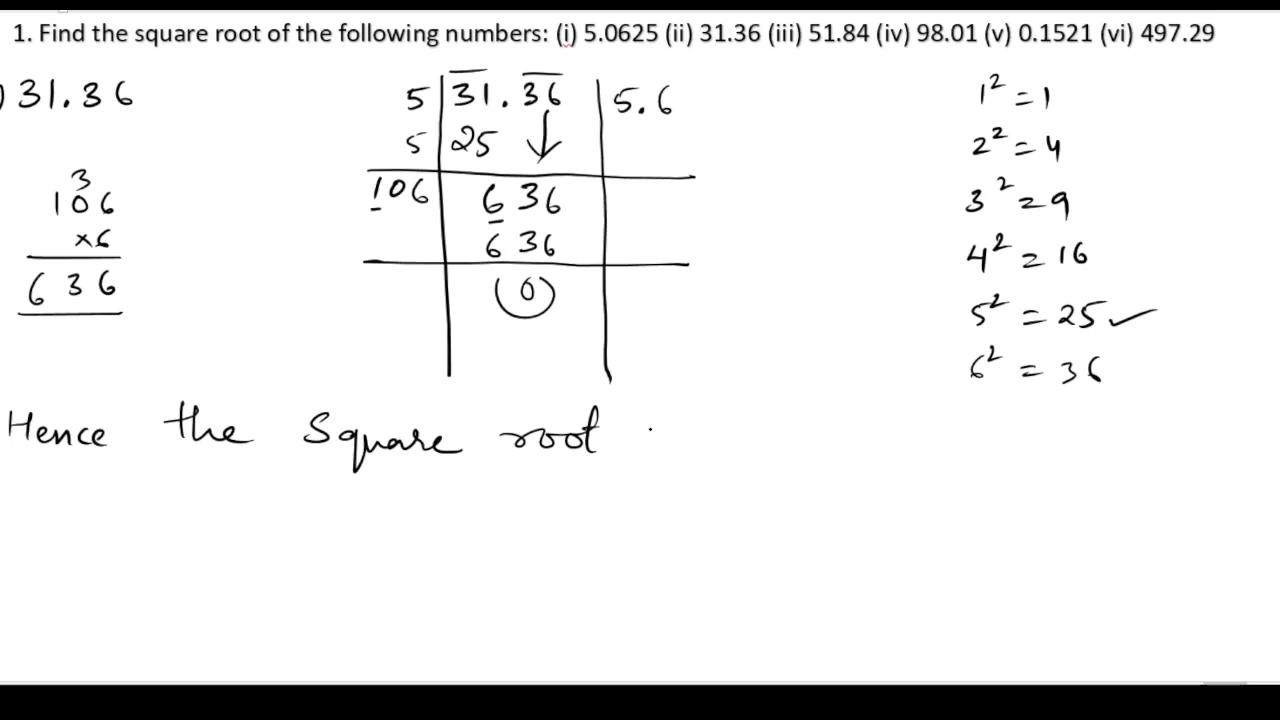 1. Find the square root of the following numbers: (i) 5.0625 (ii) 31.36 (iii) 51.84 (iv) 98.01 (v) 0.1521 (vi) 497.29
) 31.36
3
106
×6
636
5 31.36 5.6
5 25
106 636
636
0
1² = 1
2² = 4
3² = 9
4² = 16
5² = 25 ✓
6² = 36
Hence the square root